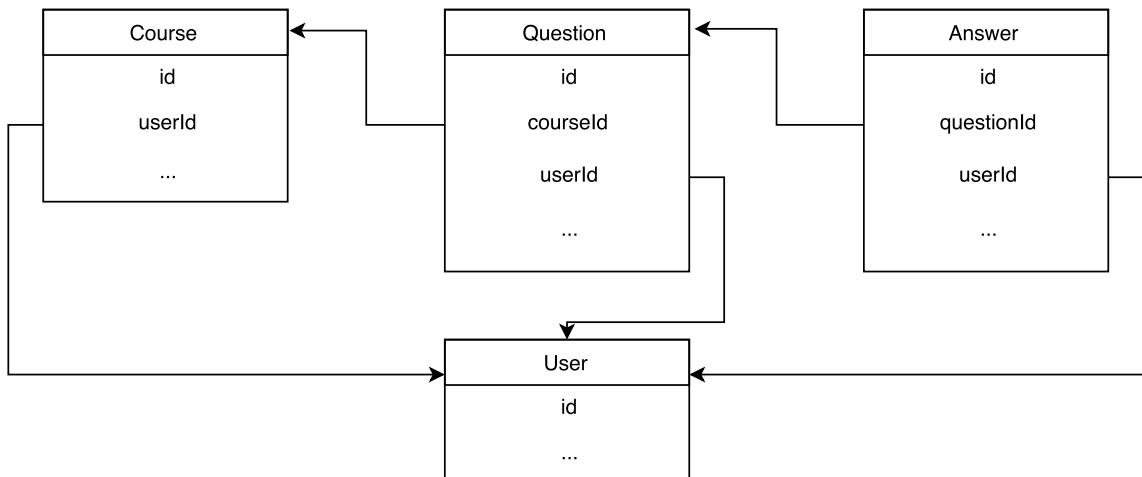 Course
id
userId
...
Question
id
courseId
userId
...
Answer
id
questionId
userId
...
User
id
...